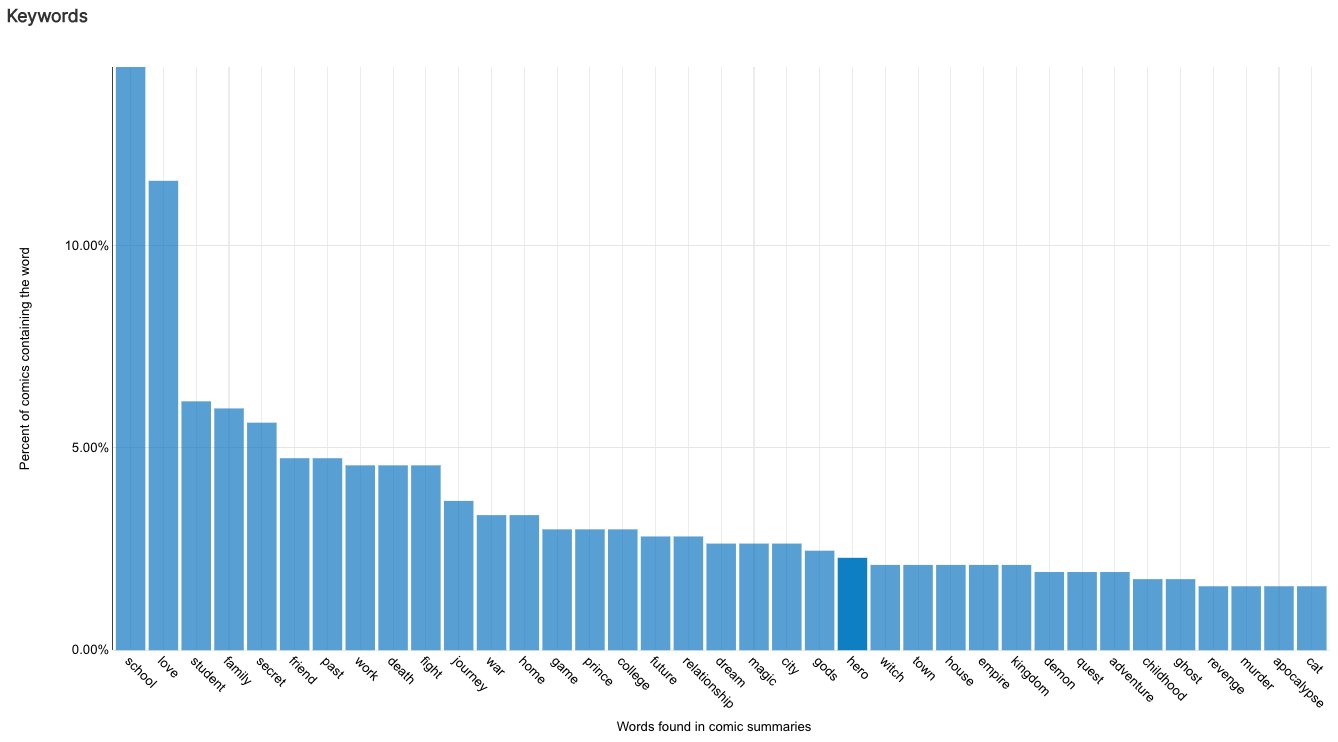 Keywords
Percent of comics containing the word
10.00%
5.00%
0.00%
school
love
student
family
secret
friend
past
work
death
fight
journey
war
home
game
prince
college
future
relationship
dream
magic
city
gods
hero
witch
town
house
empire
kingdom
demon
quest
adventure
childhood
ghost
revenge
murder
apocalypse
cat
Words found in comic summaries